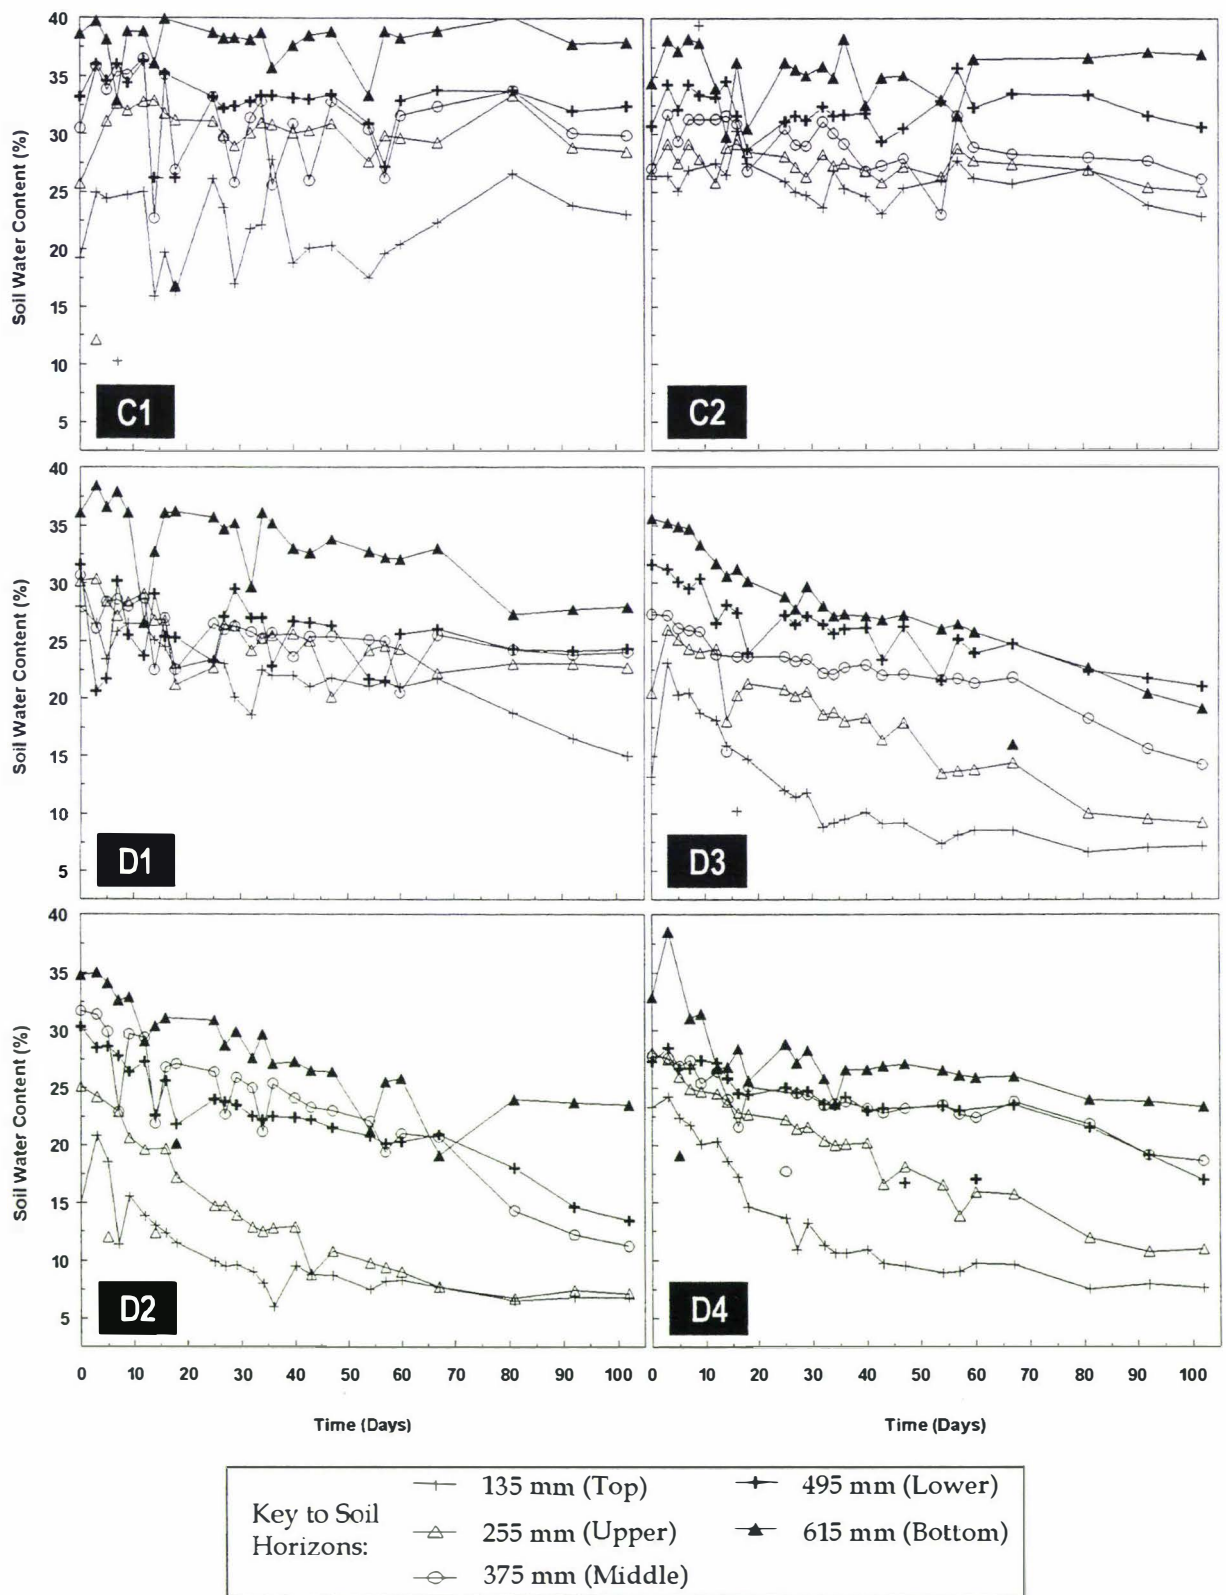 40
35
30
25
20
15
10
5
Soil Water Content (%)
C1
C2
40
35
30
25
20
15
10
5
Soil Water Content (%)
D1
D3
40
35
30
25
20
15
10
5
Soil Water Content (%)
D2
D4
0 10 20 30 40 50 60 70 80 90 100
0 10 20 30 40 50 60 70 80 90 100
Time (Days)
Time (Days)
Key to Soil
Horizons:
135 mm (Top)
255 mm (Upper)
375 mm (Middle)
495 mm (Lower)
615 mm (Bottom)